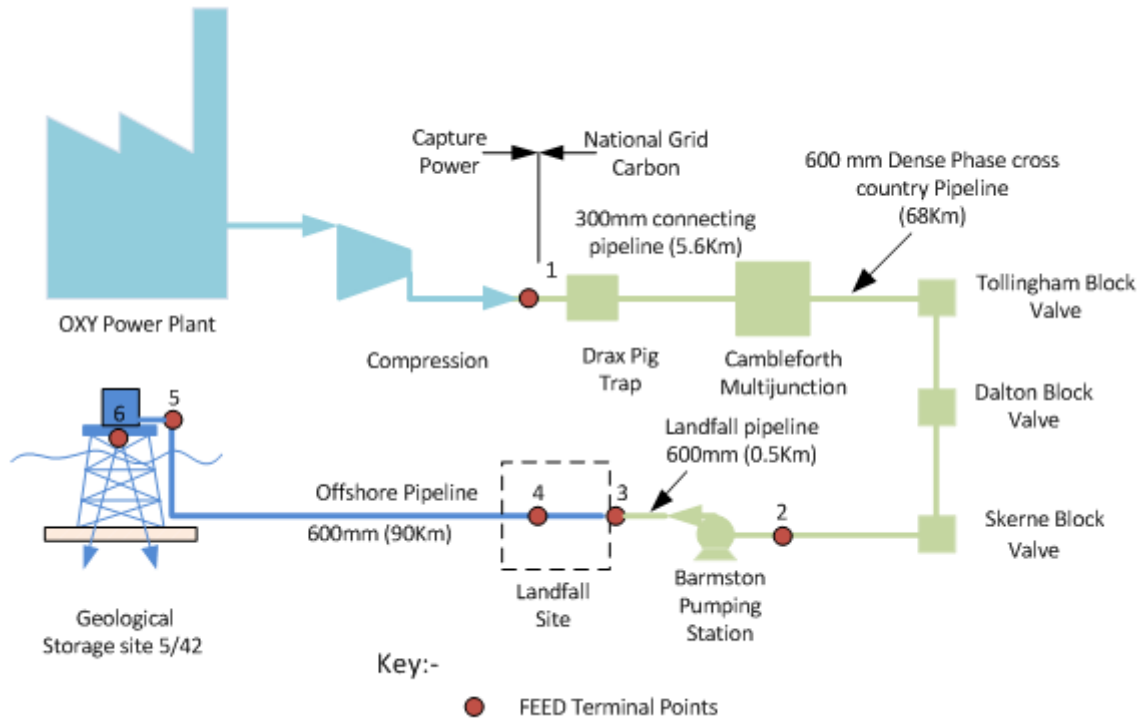 Capture
Power
National Grid
Carbon
600 mm Dense Phase cross
country Pipeline
(68Km)
300mm connecting
pipeline (5.6Km)
1
OXY Power Plant
Compression
Drax Pig
Trap
Cambleforth
Multijunction
Tollingham Block
Valve
Dalton Block
Valve
Skerne Block
Valve
5
6
Landfall pipeline
600mm (0.5Km)
Offshore Pipeline
600mm (90Km)
4
3
2
Landfall
Site
Barmston
Pumping
Station
Geological
Storage site 5/42
Key:-
FEED Terminal Points